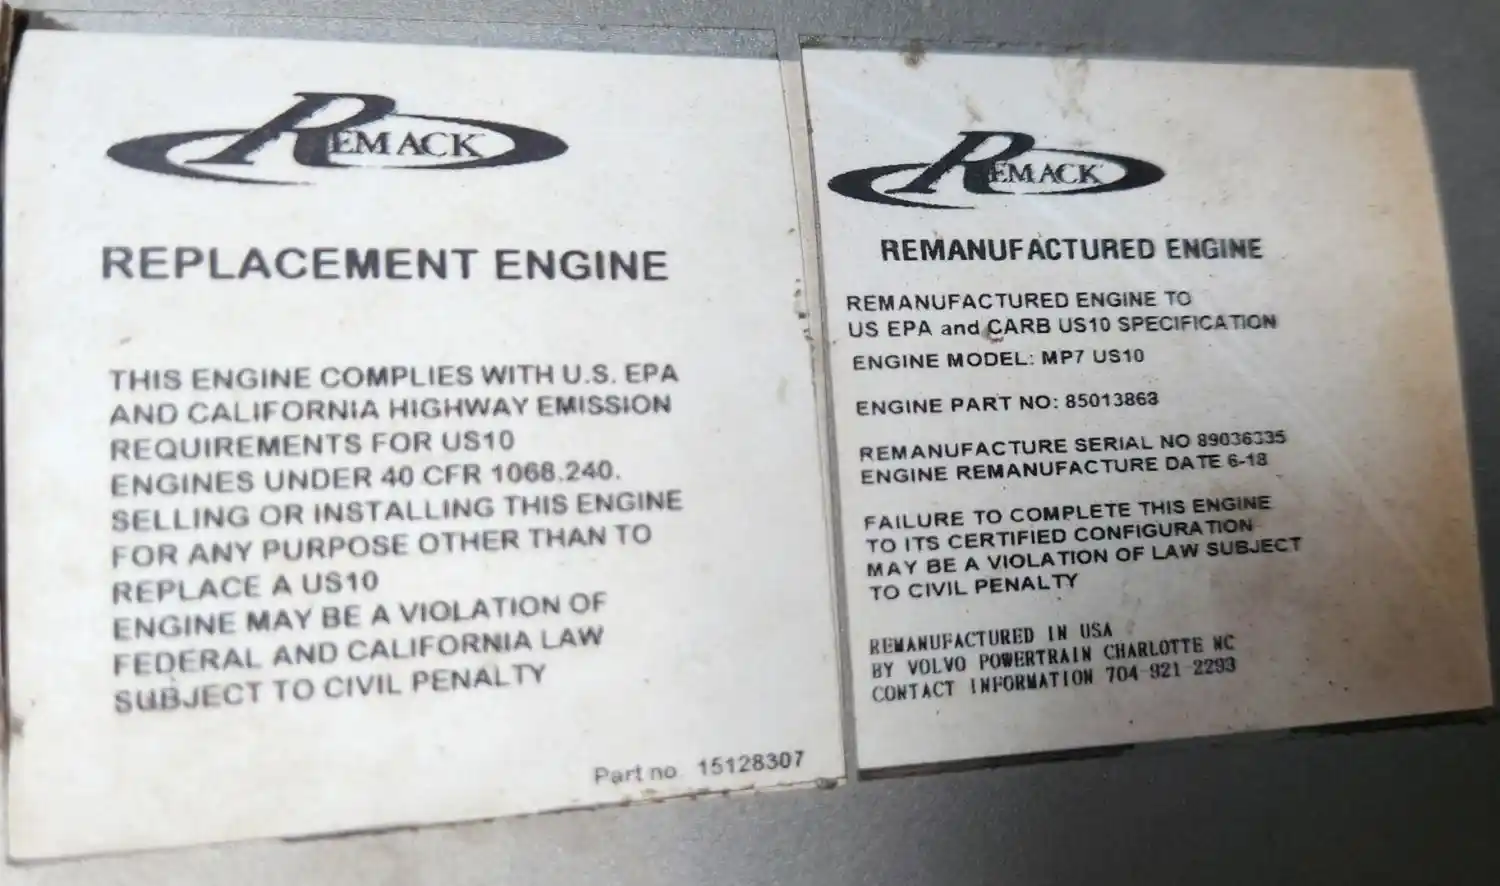 REMACK
REPLACEMENT ENGINE
THIS ENGINE COMPLIES WITH U.S. EPA
AND CALIFORNIA HIGHWAY EMISSION
REQUIREMENTS FOR US10
ENGINES UNDER 40 CFR 1068.240.
SELLING OR INSTALLING THIS ENGINE
FOR ANY PURPOSE OTHER THAN TO
REPLACE A US10
ENGINE MAY BE A VIOLATION OF
FEDERAL AND CALIFORNIA LAW
SUBJECT TO CIVIL PENALTY
Part no. 15128307
REMACK
REMANUFACTURED ENGINE
REMANUFACTURED ENGINE TO
US EPA and CARB US10 SPECIFICATION
ENGINE MODEL: MP7 US10
ENGINE PART NO: 85013863
REMANUFACTURE SERIAL NO 89036335
ENGINE REMANUFACTURE DATE 6-18
FAILURE TO COMPLETE THIS ENGINE
TO ITS CERTIFIED CONFIGURATION
MAY BE A VIOLATION OF LAW SUBJECT
TO CIVIL PENALTY
REMANUFACTURED IN USA
BY VOLVO POWERTRAIN CHARLOTTE NC
CONTACT INFORMATION 704-921-2293